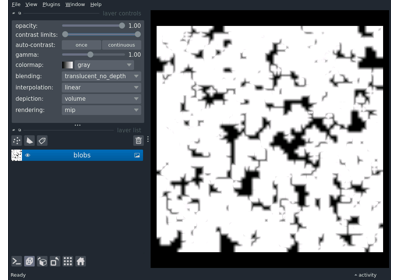 File View Plugins Window Help
layer controls
opacity: 1.00
contrast limits:
auto-contrast: once continuous
gamma: 1.00
colormap: gray
blending: translucent_no_depth
interpolation: linear
depiction: volume
rendering: mip
layer list
blobs
Ready activity